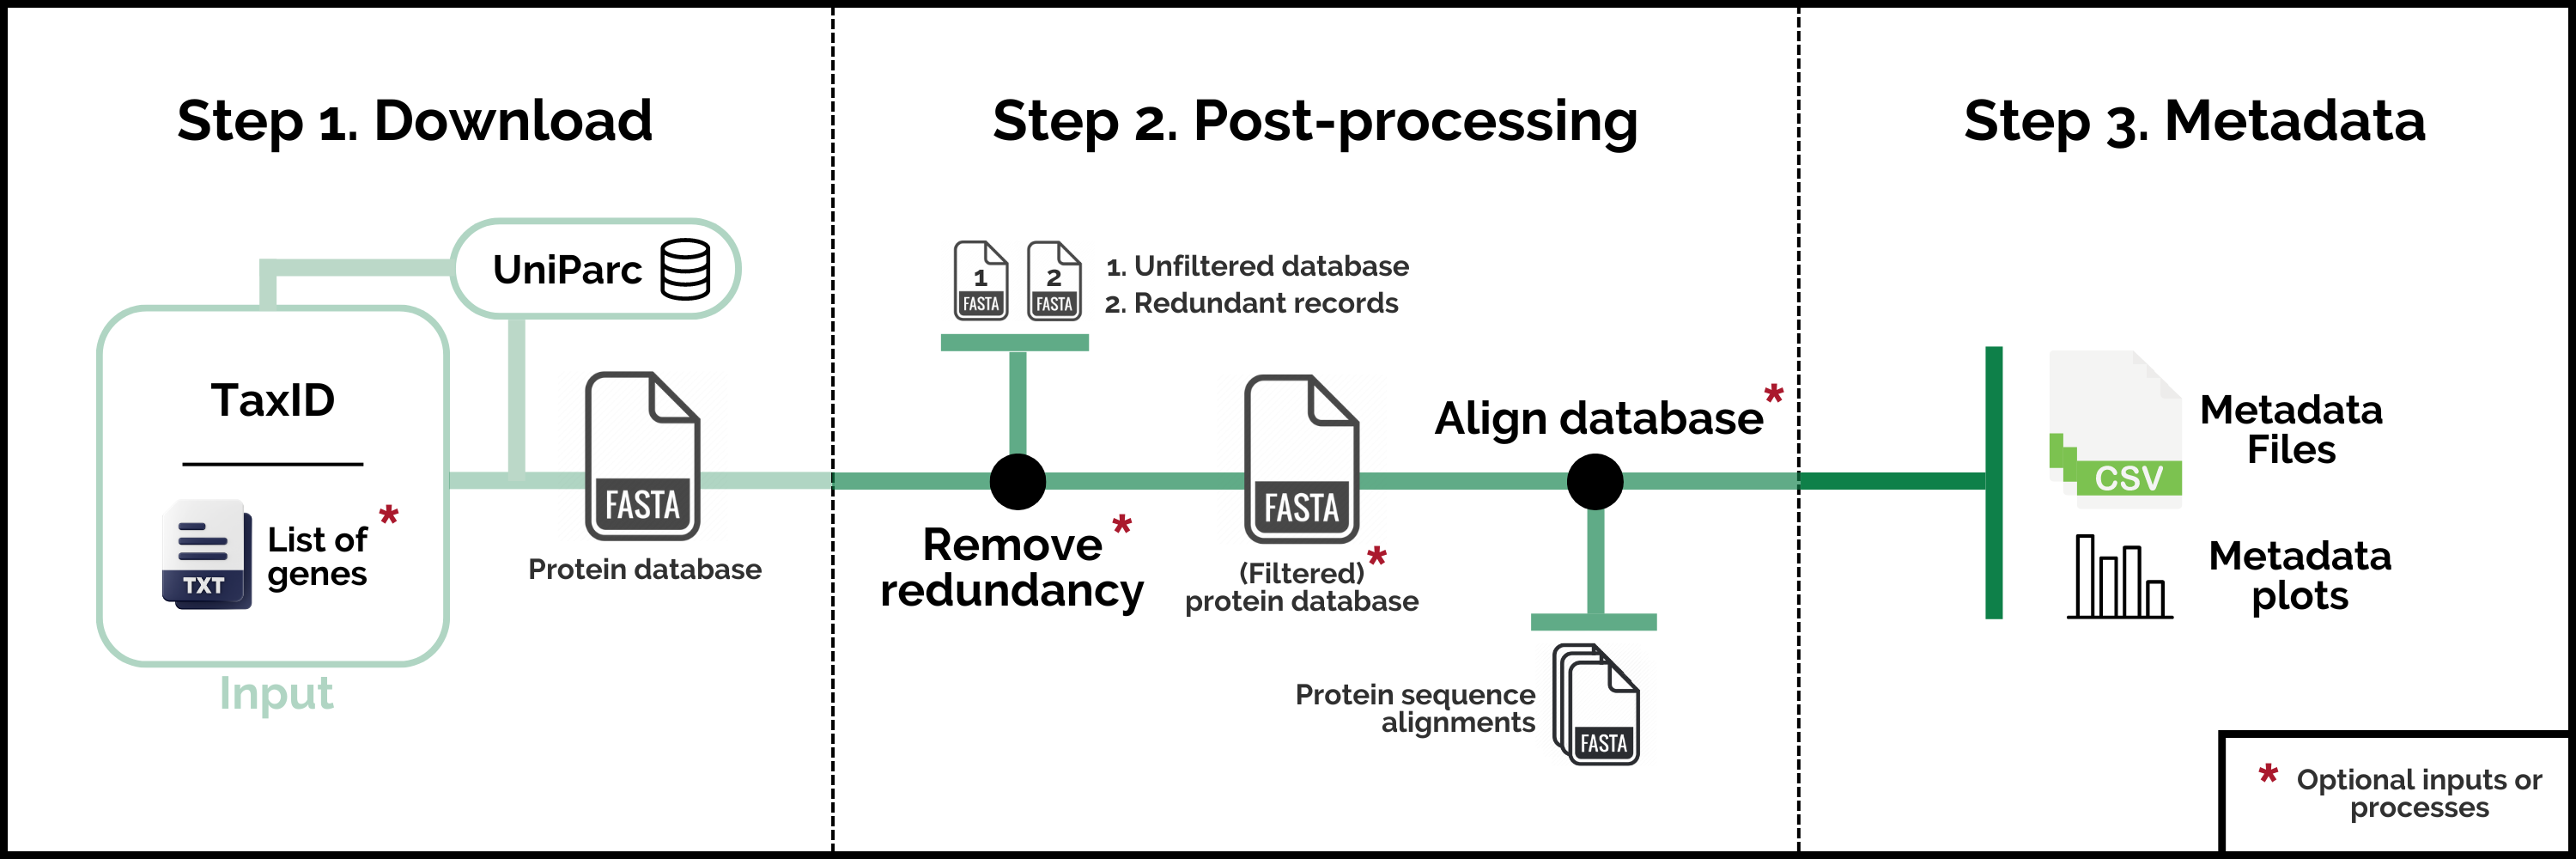 Step 1. Download
UniParc
TaxID
TXT
List of *
genes
Input
FASTA
Protein database
Step 2. Post-processing
1
FASTA
2
FASTA
1. Unfiltered database
2. Redundant records
Remove *
redundancy
FASTA
(Filtered) *
protein database
Align database *
Protein sequence
alignments
FASTA
Step 3. Metadata
CSV
Metadata
Files
Metadata
plots
* Optional inputs or
processes